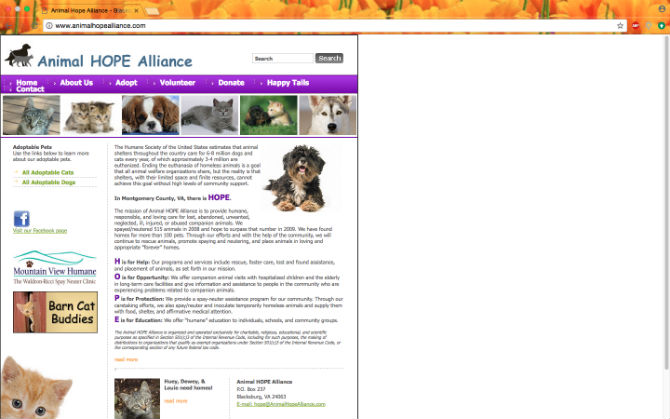 Animal HOPE Alliance - Blac
www.animalhopealliance.com
Animal HOPE Alliance
Search
Search
Home
About Us
Adopt
Volunteer
Donate
Happy Tails
Contact
Adoptable Pets
Use the links below to learn
more about our adoptable pets.
All Adoptable Cats
All Adoptable Dogs
Visit our Facebook page
Mountain View Humane
The Waldron-Ricci Spay Neuter Clinic
Barn Cat
Buddies
The Humane Society of the United States estimates that animal
shelters throughout the country care for 6-8 million dogs and
cats every year, of which approximately 3-4 million are
euthanized. Ending the euthanasia of homeless animals is a goal
that all animal welfare organizations share, but the reality is that
shelters, with their limited space and finite resources, cannot
achieve this goal without high levels of community support.
In Montgomery County, VA, there is HOPE.
The mission of Animal HOPE Alliance is to provide humane,
responsible, and loving care for lost, abandoned, unwanted,
neglected, ill, injured, or abused companion animals. We
spayed/neutered 515 animals in 2008 and hope to surpass that number in 2009. We have found
homes for more than 100 pets. Through our efforts and with the help of the community, we will
continue to rescue animals, promote spaying and neutering, and place animals in loving and
appropriate "forever" homes.
H is for Help: Our programs and services include rescue, foster care, lost and found assistance,
and placement of animals, as set forth in our mission.
O is for Opportunity: We offer companion animal visits with hospitalized children and the elderly
in long-term care facilities and give information and assistance to people in the community who are
experiencing problems related to companion animals.
P is for Protection: We provide a spay-neuter assistance program for our community. Through our
caretaking efforts, we also spay/neuter and inoculate temporarily homeless animals and supply them
with food, shelter, and affirmative medical attention.
E is for Education: We offer "humane" education to individuals, schools, and community groups.
The Animal HOPE Alliance is organized and operated exclusively for charitable, religious, educational, and scientific
purposes as specified in Section 501(c)3 of the Internal Revenue Code, including for such purposes, the making of
distributions to organizations that qualify as exempt organizations under Section 501(c)3 of the Internal Revenue Code, or
the corresponding section of any future federal tax code.
read more
Huey, Dewey, &
Louie need homes!
read more
Animal HOPE Alliance
P.O. Box 237
Blacksburg, VA 24063
E-mail: hope@AnimalHopeAlliance.com